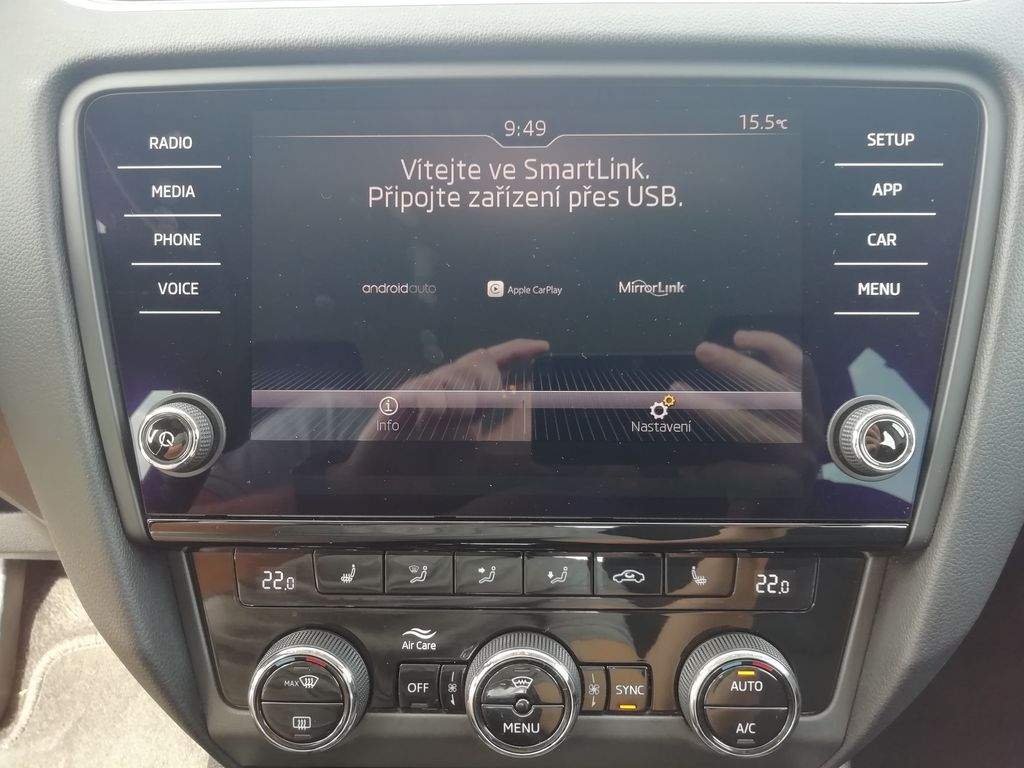 9:49
15.5°C
RADIO
MEDIA
PHONE
VOICE
Vítejte ve SmartLink.
Připojte zařízení přes USB.
androidauto
Apple CarPlay
MirrorLink
Info
Nastavení
SETUP
APP
CAR
MENU
22.0
22.0
Air Care
MAX
OFF
MENU
SYNC
AUTO
A/C